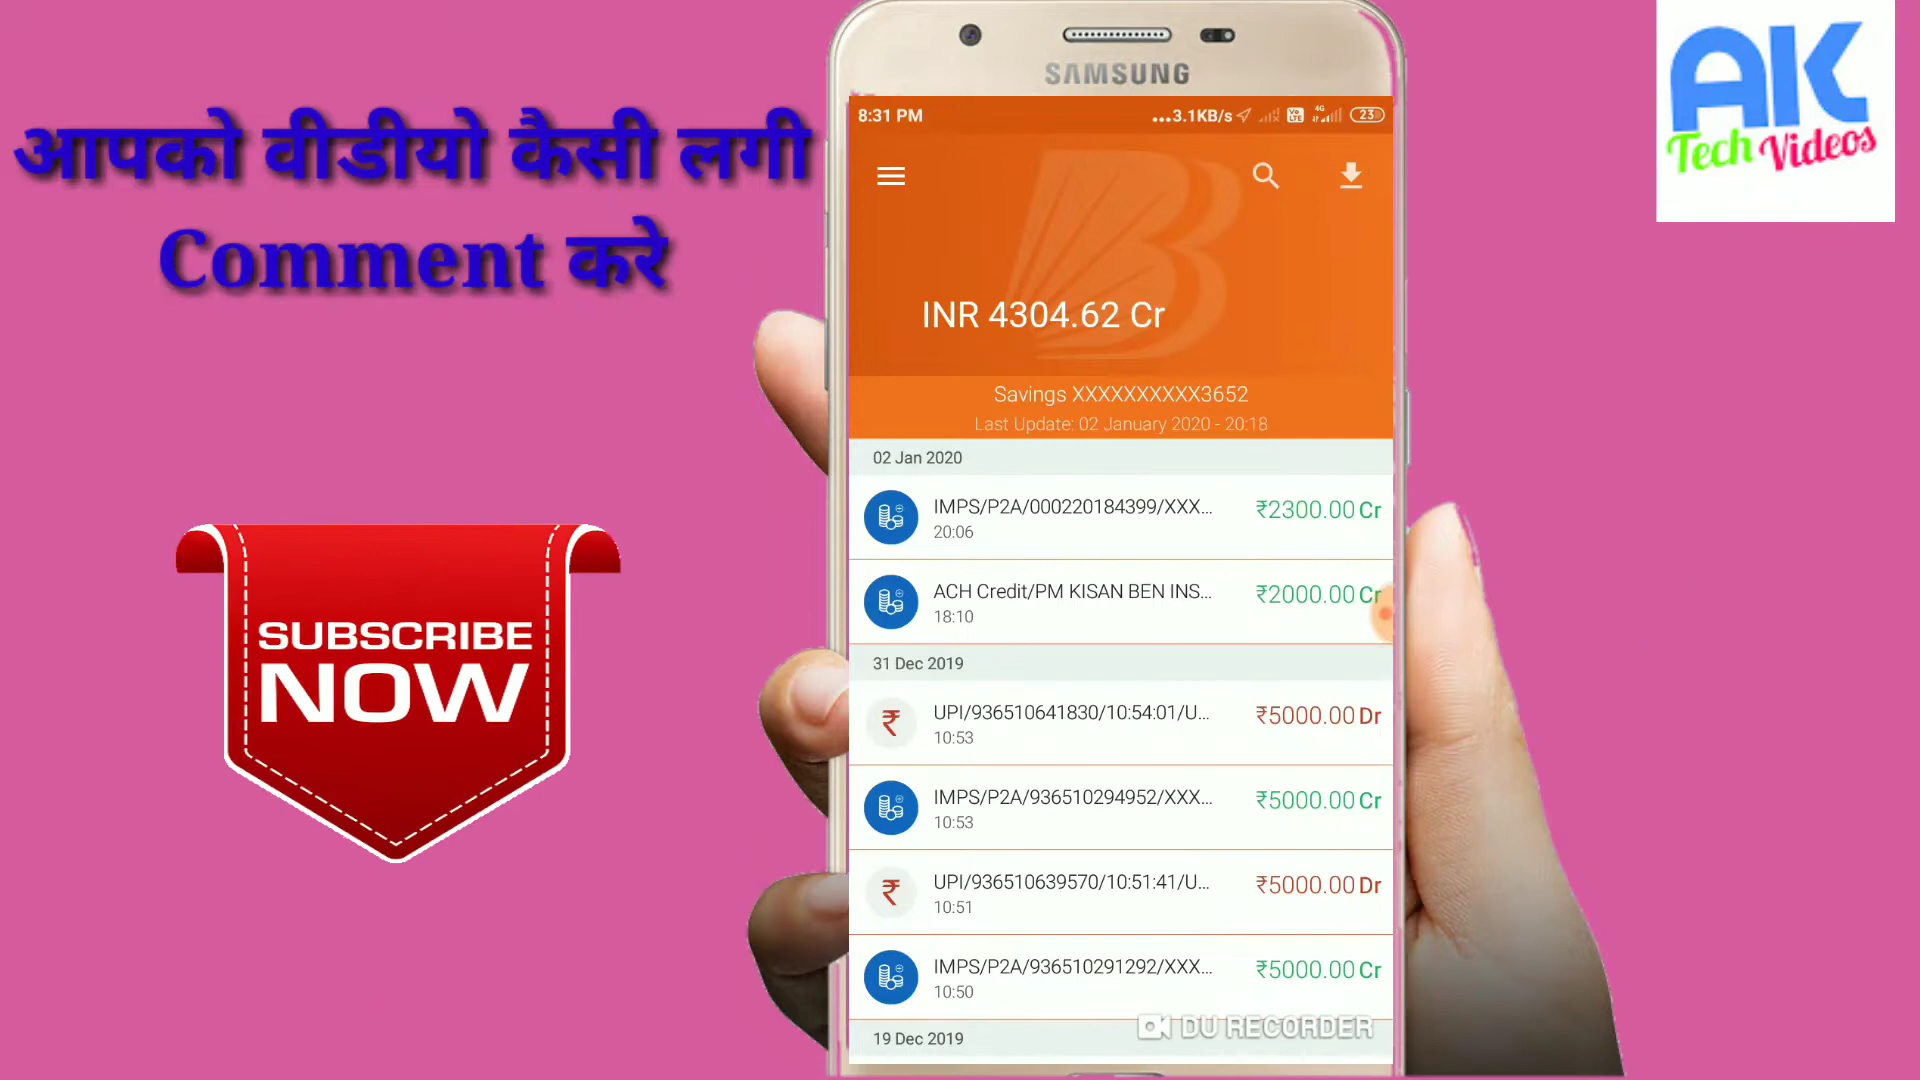 आपको वीडीयो कैसी लगी
Comment करे
SUBSCRIBE
NOW
SAMSUNG
8:31 PM
...3.1KB/s
Vo
LTE
4G
23
INR 4304.62 Cr
Savings XXXXXXXXXX3652
Last Update: 02 January 2020 - 20:18
02 Jan 2020
IMPS/P2A/000220184399/XXX... ₹2300.00 Cr
20:06
ACH Credit/PM KISAN BEN INS... ₹2000.00 Cr
18:10
31 Dec 2019
UPI/936510641830/10:54:01/U... ₹5000.00 Dr
10:53
IMPS/P2A/936510294952/XXX... ₹5000.00 Cr
10:53
UPI/936510639570/10:51:41/U... ₹5000.00 Dr
10:51
IMPS/P2A/936510291292/XXX... ₹5000.00 Cr
10:50
19 Dec 2019
DU RECORDER
AK
Tech Videos